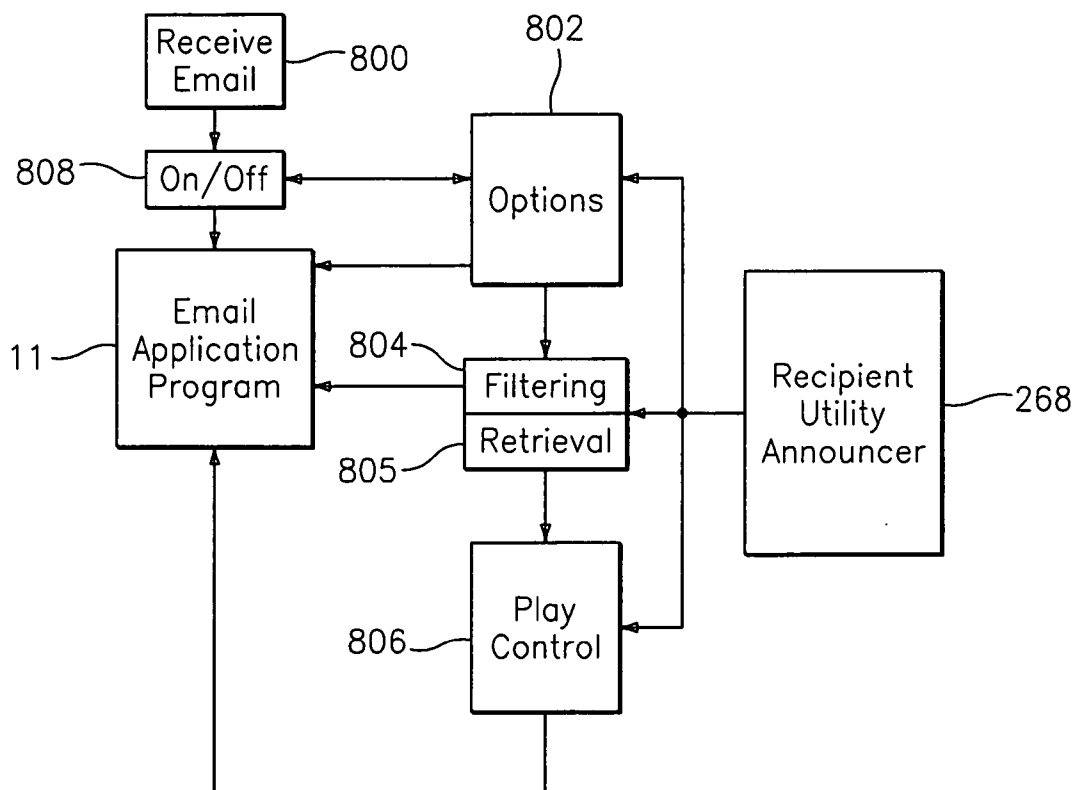 Receive
Email
800
802
808
On/Off
Options
11
Email
Application
Program
804
Filtering
Retrieval
805
Recipient
Utility
Announcer
268
Play
Control
806